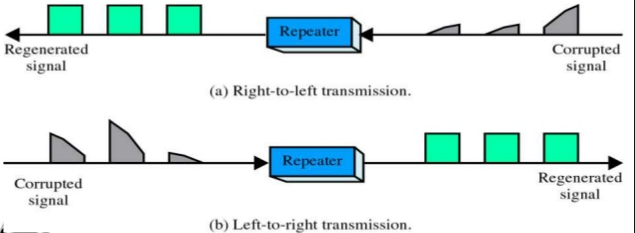 Repeater
Regenerated
signal
Corrupted
signal
(a) Right-to-left transmission.
Repeater
Corrupted
signal
Regenerated
signal
(b) Left-to-right transmission.